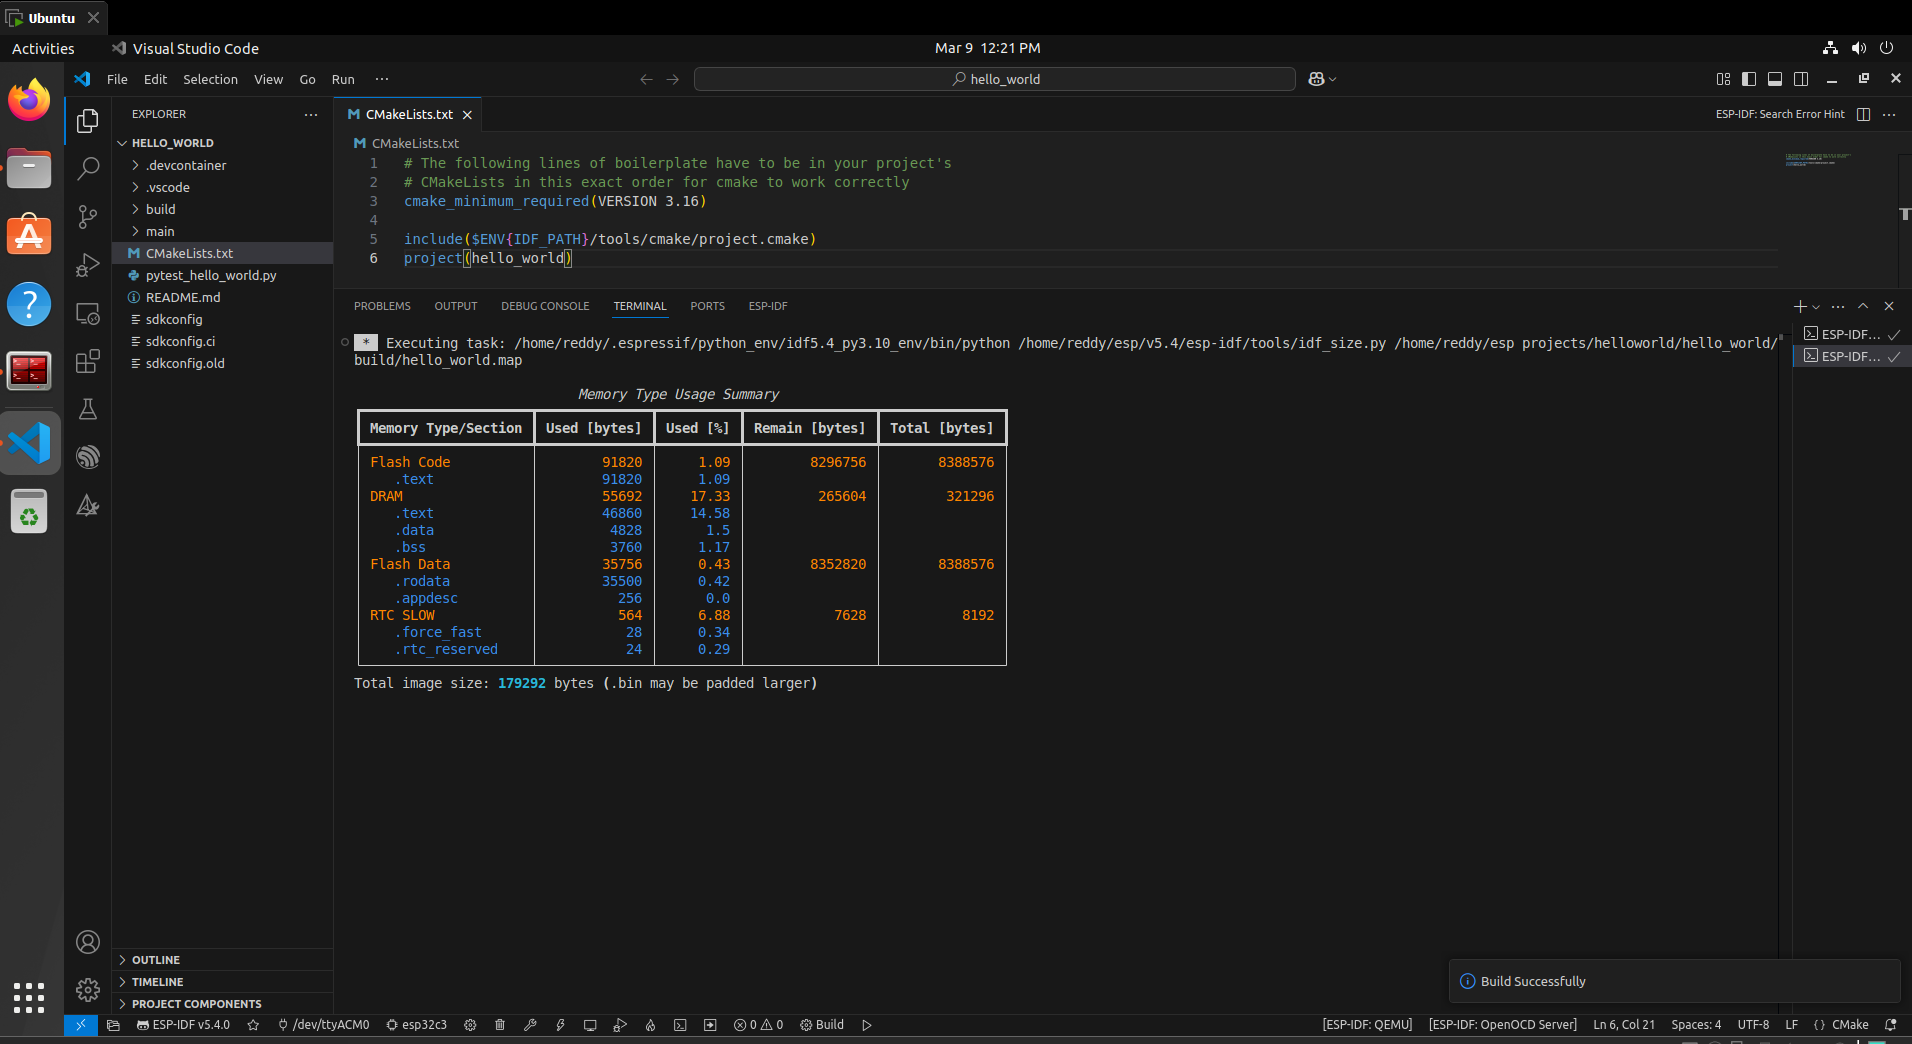 Ubuntu
Activities Visual Studio Code Mar 9 12:21 PM
File Edit Selection View Go Run ··· hello_world
EXPLORER ···
HELLO_WORLD
.devcontainer
.vscode
build
main
CMakeLists.txt
pytest_hello_world.py
README.md
sdkconfig
sdkconfig.ci
sdkconfig.old
OUTLINE
TIMELINE
PROJECT COMPONENTS
CMakeLists.txt ESP-IDF: Search Error Hint ···
CMakeLists.txt
1 # The following lines of boilerplate have to be in your project's
2 # CMakeLists in this exact order for cmake to work correctly
3 cmake_minimum_required(VERSION 3.16)
4
5 include($ENV{IDF_PATH}/tools/cmake/project.cmake)
6 project(hello_world)
PROBLEMS OUTPUT DEBUG CONSOLE TERMINAL PORTS ESP-IDF
* Executing task: /home/reddy/.espressif/python_env/idf5.4_py3.10_env/bin/python /home/reddy/esp/v5.4/esp-idf/tools/idf_size.py /home/reddy/esp projects/helloworld/hello_world/
build/hello_world.map
Memory Type Usage Summary
Memory Type/Section Used [bytes] Used [%] Remain [bytes] Total [bytes]
Flash Code 91820 1.09 8296756 8388576
.text 91820 1.09
DRAM 55692 17.33 265604 321296
.text 46860 14.58
.data 4828 1.5
.bss 3760 1.17
Flash Data 35756 0.43 8352820 8388576
.rodata 35500 0.42
.appdesc 256 0.0
RTC SLOW 564 6.88 7628 8192
.force_fast 28 0.34
.rtc_reserved 24 0.29
Total image size: 179292 bytes (.bin may be padded larger)
ESP-IDF...
ESP-IDF...
Build Successfully
ESP-IDF v5.4.0 /dev/ttyACM0 esp32c3 0 0 Build [ESP-IDF: QEMU] [ESP-IDF: OpenOCD Server] Ln 6, Col 21 Spaces: 4 UTF-8 LF {} CMake